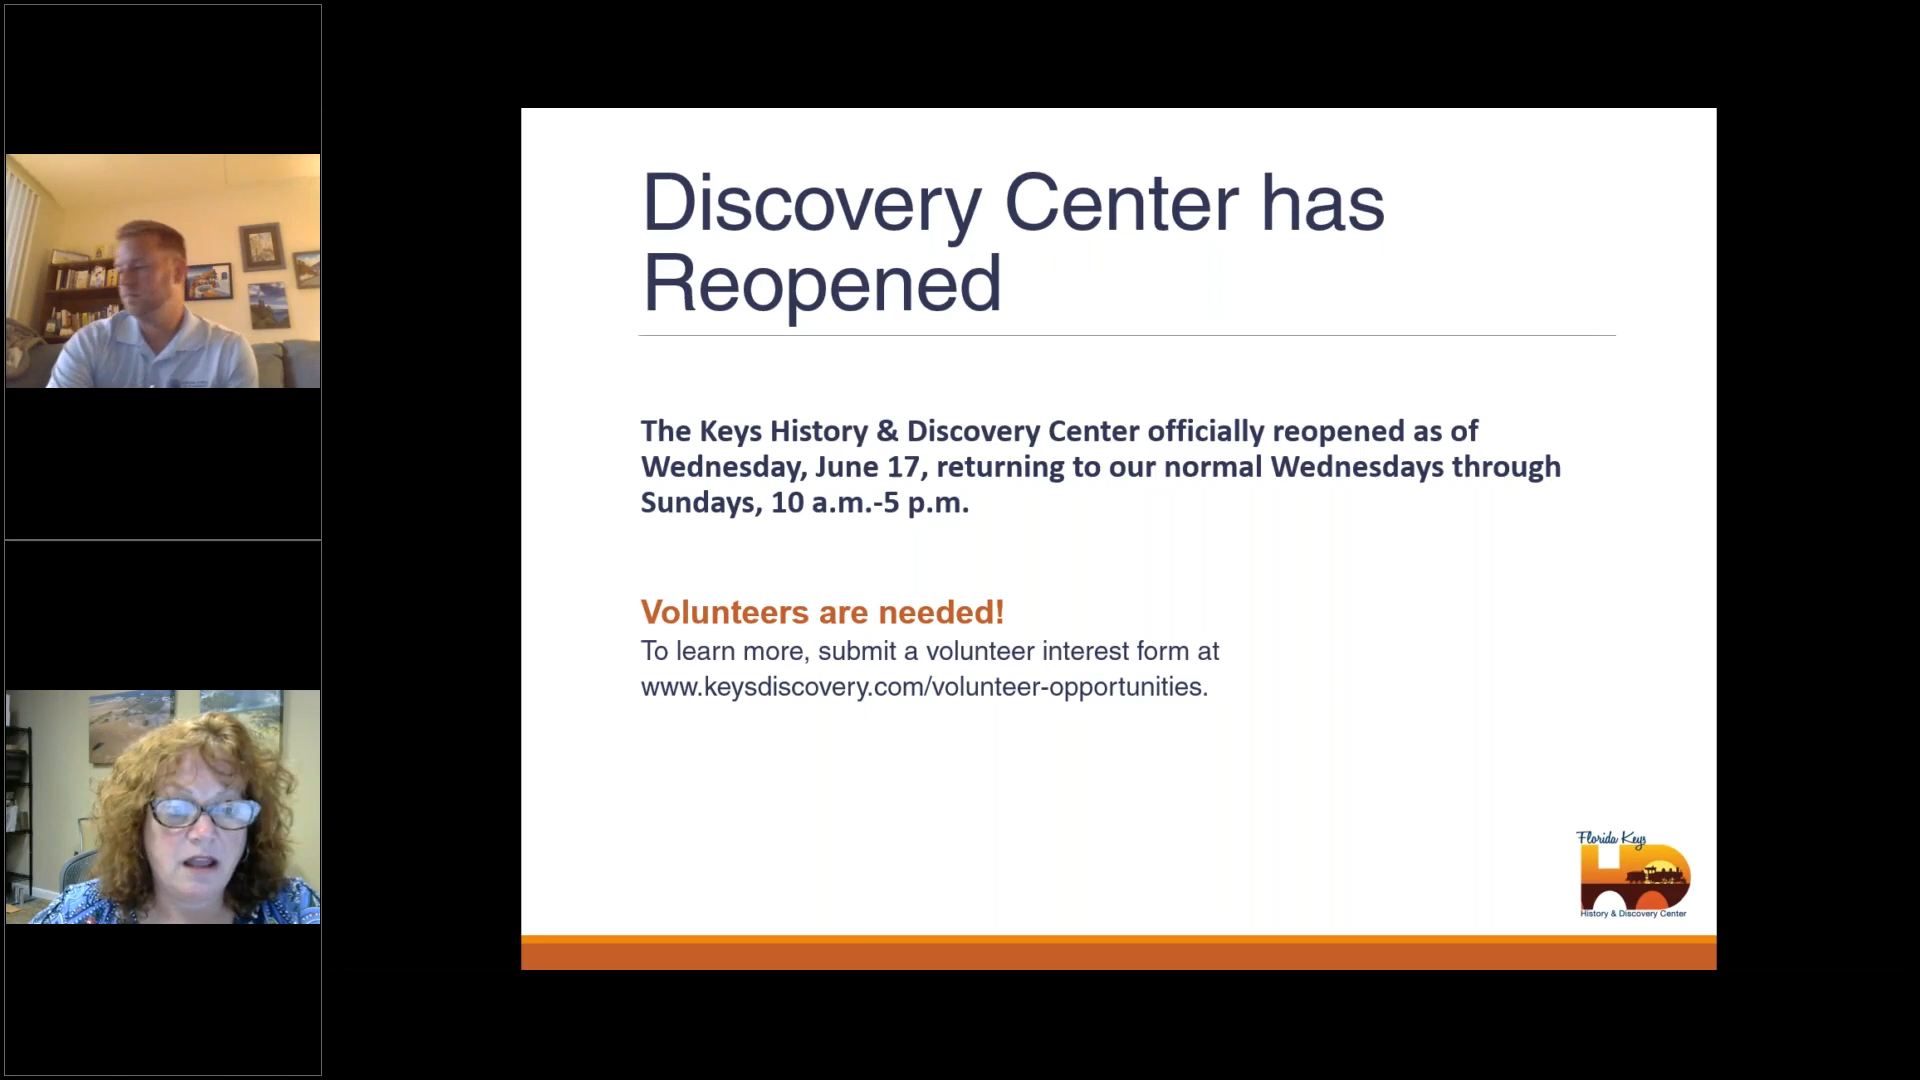 Discovery Center has
Reopened
The Keys History & Discovery Center officially reopened as of
Wednesday, June 17, returning to our normal Wednesdays through
Sundays, 10 a.m.-5 p.m.
Volunteers are needed!
To learn more, submit a volunteer interest form at
www.keysdiscovery.com/volunteer-opportunities.
Florida Keys
History & Discovery Center